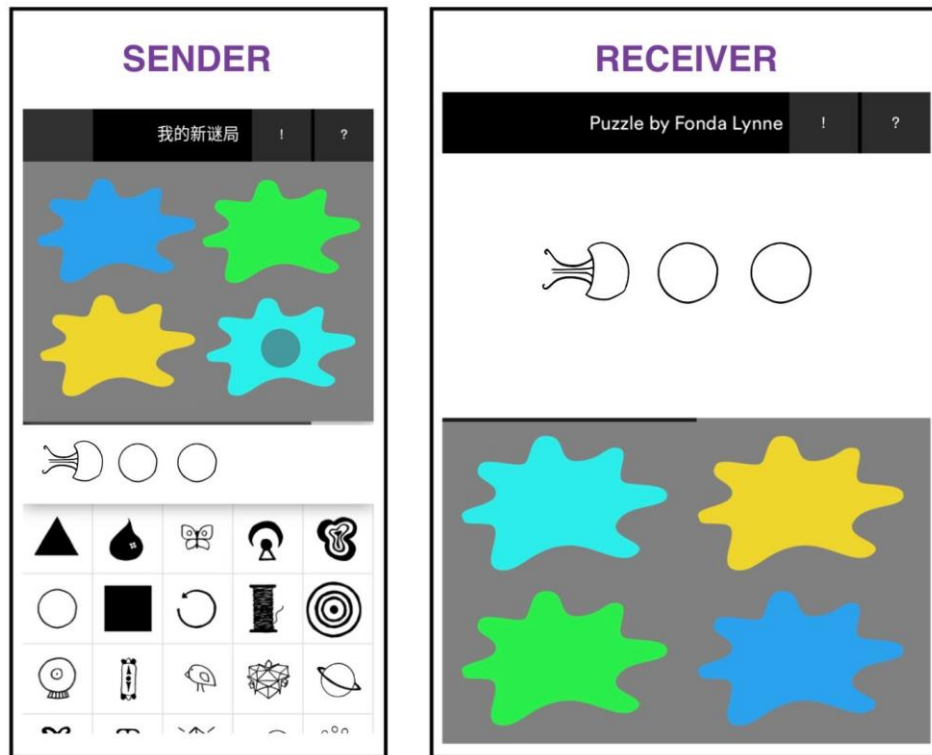 SENDER
我的新谜局 ! ?
RECEIVER
Puzzle by Fonda Lynne ! ?